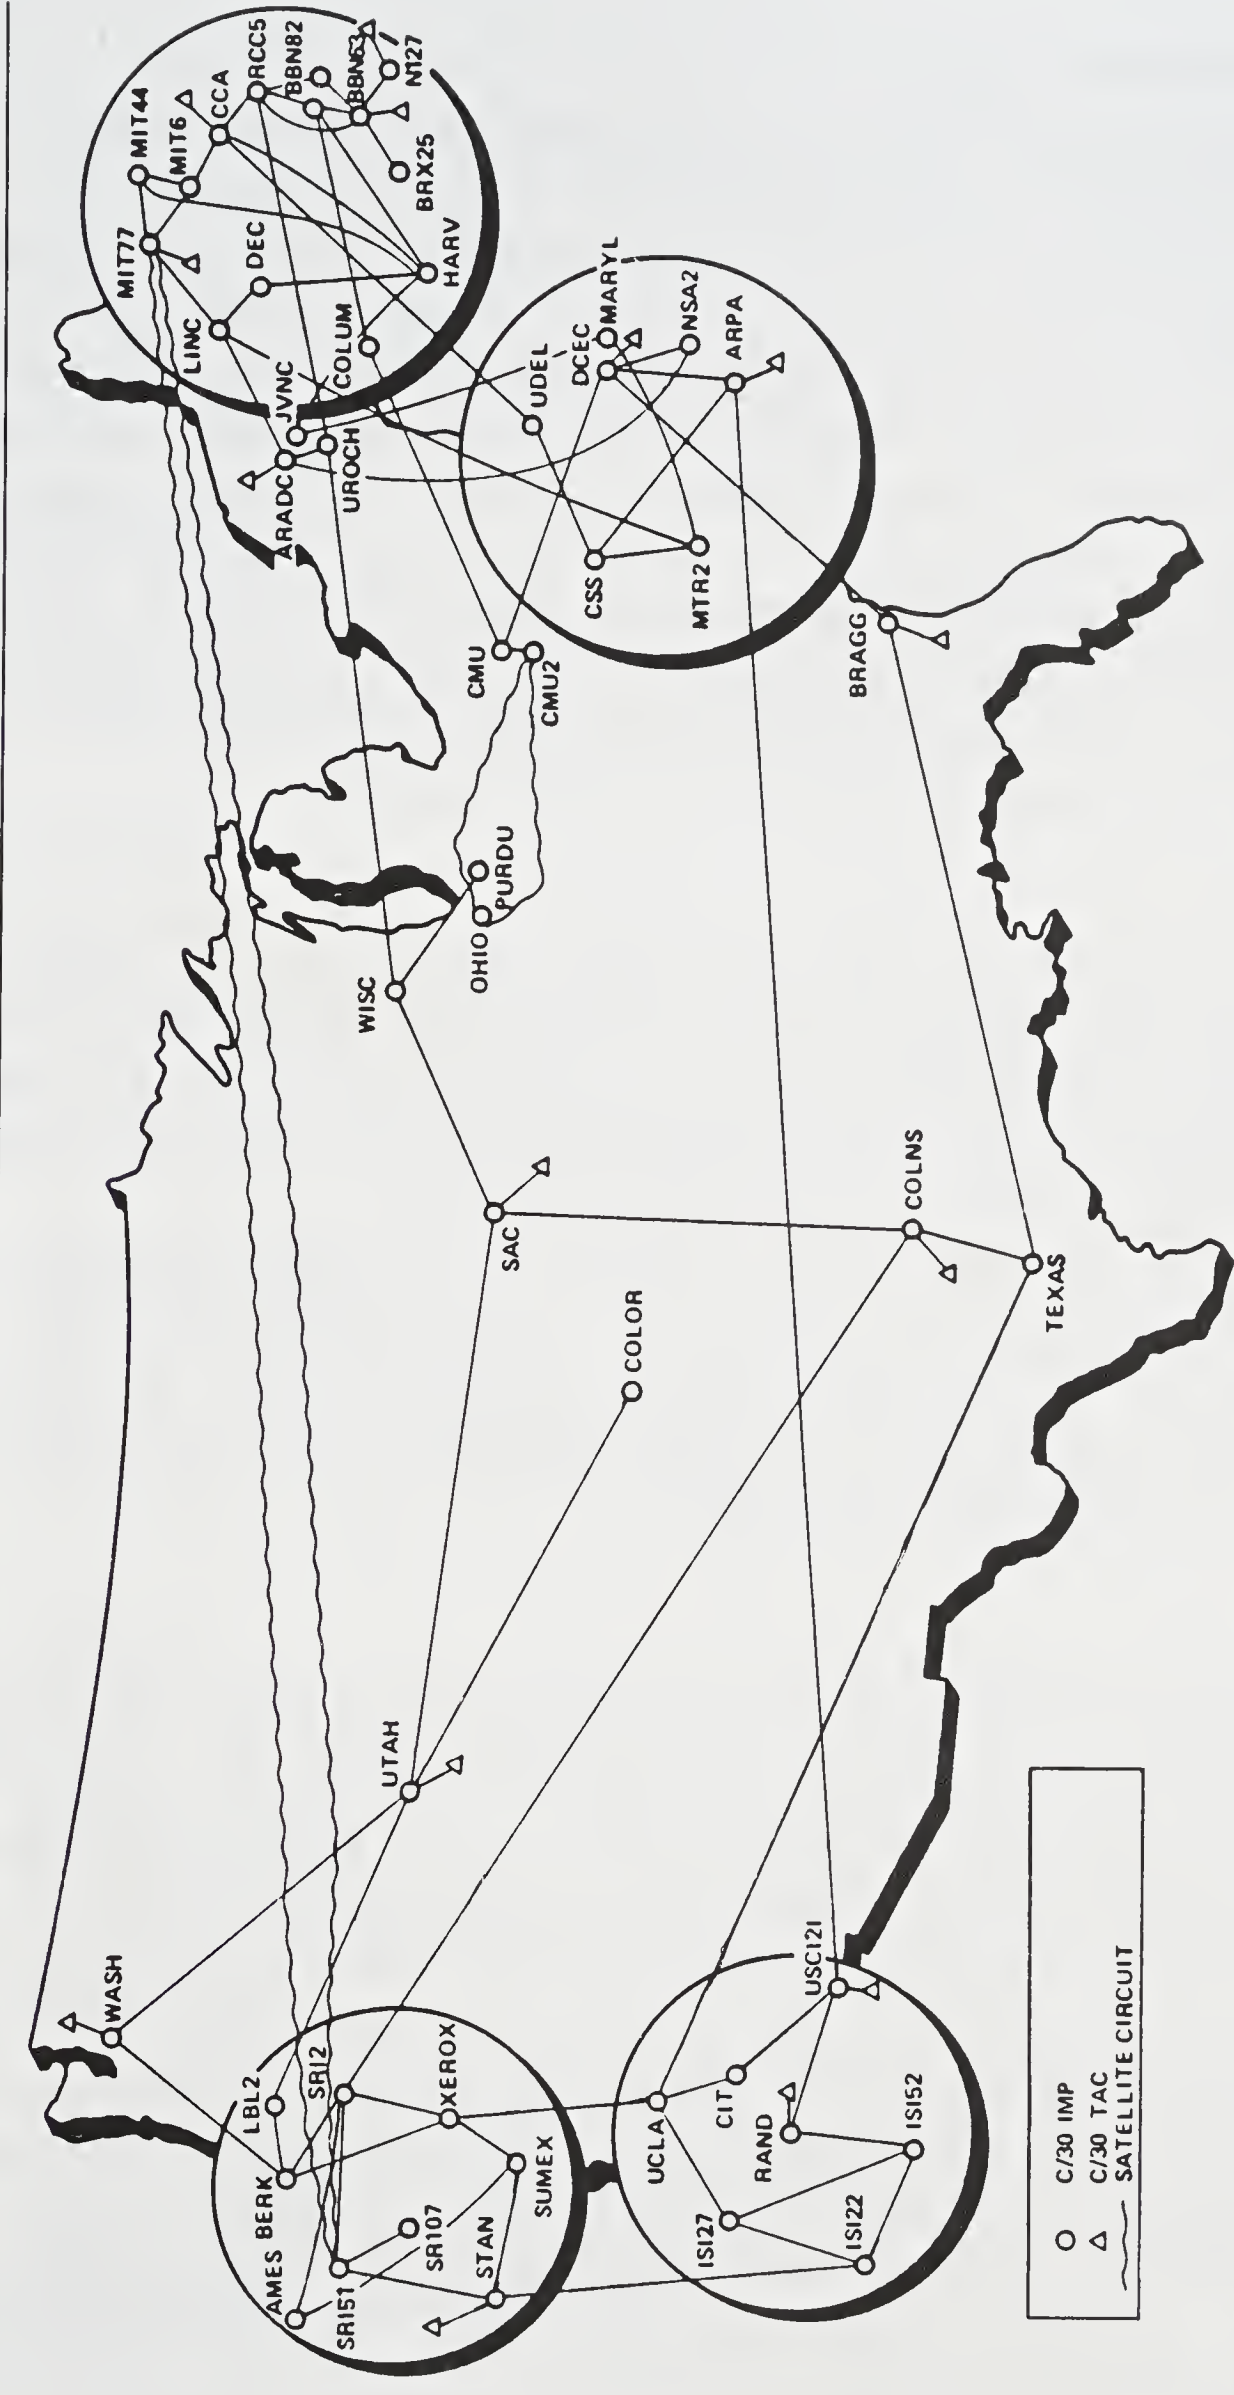 WASH
LBL2
SRI2
AMES
BERK
XEROX
SRI51
SRI07
SUMEX
STAN
UCLA
CIT
USC121
RAND
ISI27
ISI52
ISI22
UTAH
COLOR
SAC
COLNS
TEXAS
WISC
OHIO
PURDU
CMU
CMU2
BRAGG
ARADC
UROCH
JVNC
COLUM
LINC
DEC
MIT77
MIT44
MIT6
CCA
RCC5
BBN82
BBN63
N127
BRX25
HARV
UDEL
DCEC
MARYL
NSA2
ARPA
CSS
MTR2
C/30 IMP
C/30 TAC
SATELLITE CIRCUIT